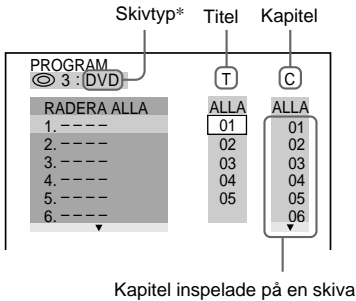 Skivtyp* Titel Kapitel
PROGRAM
3 : DVD T C
RADERA ALLA ALLA ALLA
1. – – – – 01 01
2. – – – – 02 02
3. – – – – 03 03
4. – – – – 04 04
5. – – – – 05 05
6. – – – – 06
Kapitel inspelade på en skiva